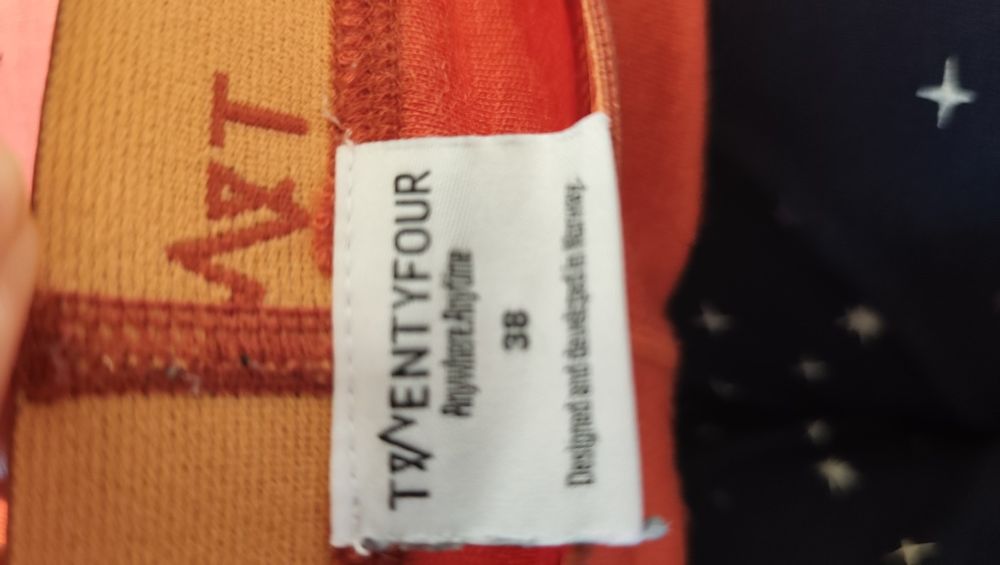 TWENTYFOUR
Anywhere.Anytime
38
Designed and developed in Norway.